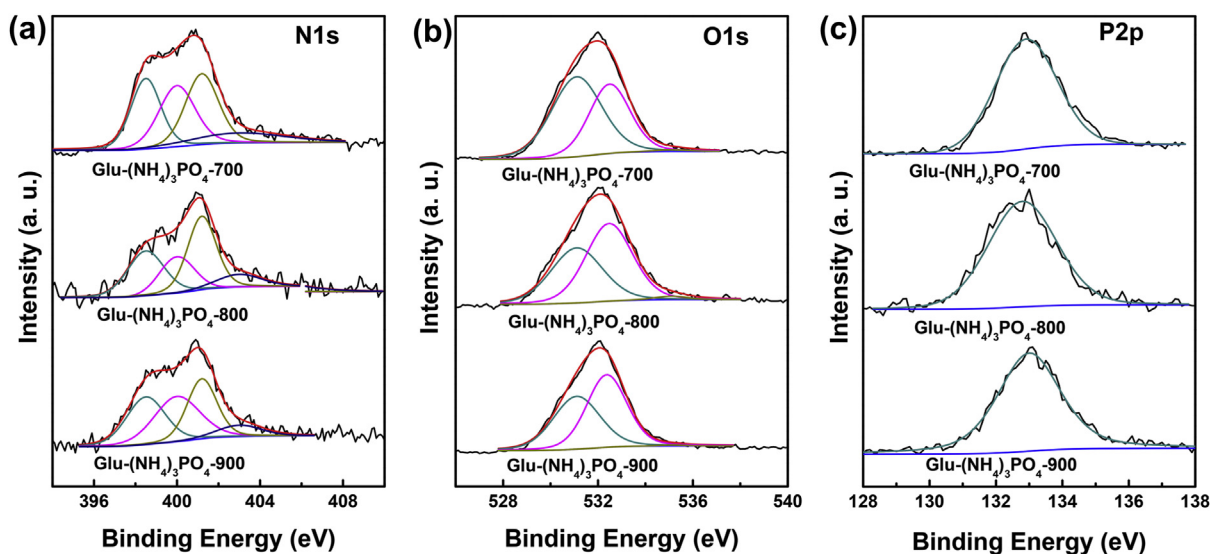 (a)
N1s
Intensity (a. u.)
Glu-(NH₄)₃PO₄-700
Glu-(NH₄)₃PO₄-800
Glu-(NH₄)₃PO₄-900
396 400 404 408
Binding Energy (eV)
(b)
O1s
Intensity (a. u.)
Glu-(NH₄)₃PO₄-700
Glu-(NH₄)₃PO₄-800
Glu-(NH₄)₃PO₄-900
528 532 536 540
Binding Energy (eV)
(c)
P2p
Intensity (a. u.)
Glu-(NH₄)₃PO₄-700
Glu-(NH₄)₃PO₄-800
Glu-(NH₄)₃PO₄-900
128 130 132 134 136 138
Binding Energy (eV)